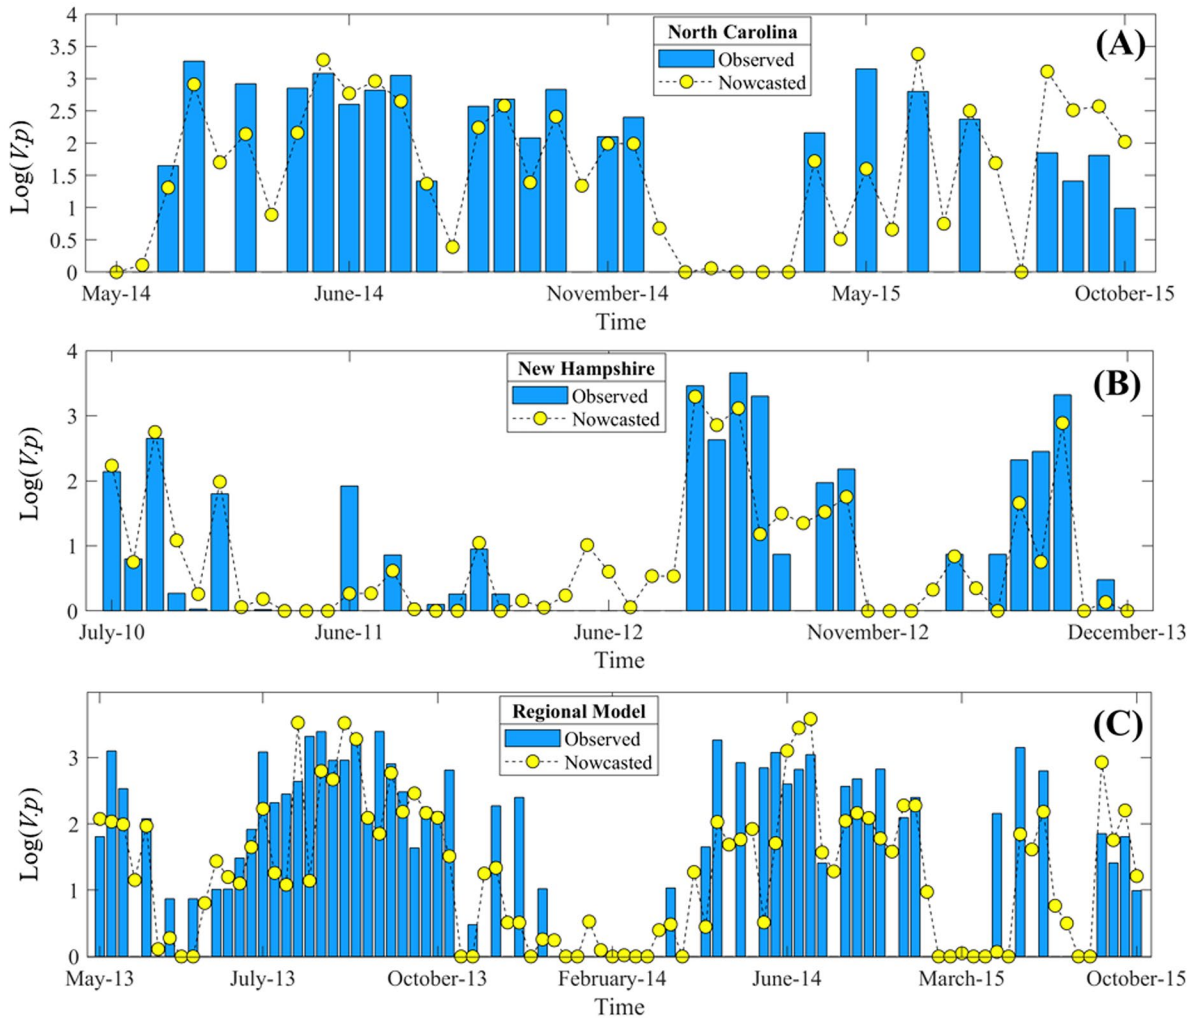 North Carolina
Observed
Nowcasted
(A)
Log(V.p)
4
3.5
3
2.5
2
1.5
1
0.5
0
May-14 June-14 November-14 May-15 October-15
Time
New Hampshire
Observed
Nowcasted
(B)
Log(V.p)
4
3
2
1
0
July-10 June-11 June-12 November-12 December-13
Time
Regional Model
Observed
Nowcasted
(C)
Log(V.p)
3
2
1
0
May-13 July-13 October-13 February-14 June-14 March-15 October-15
Time